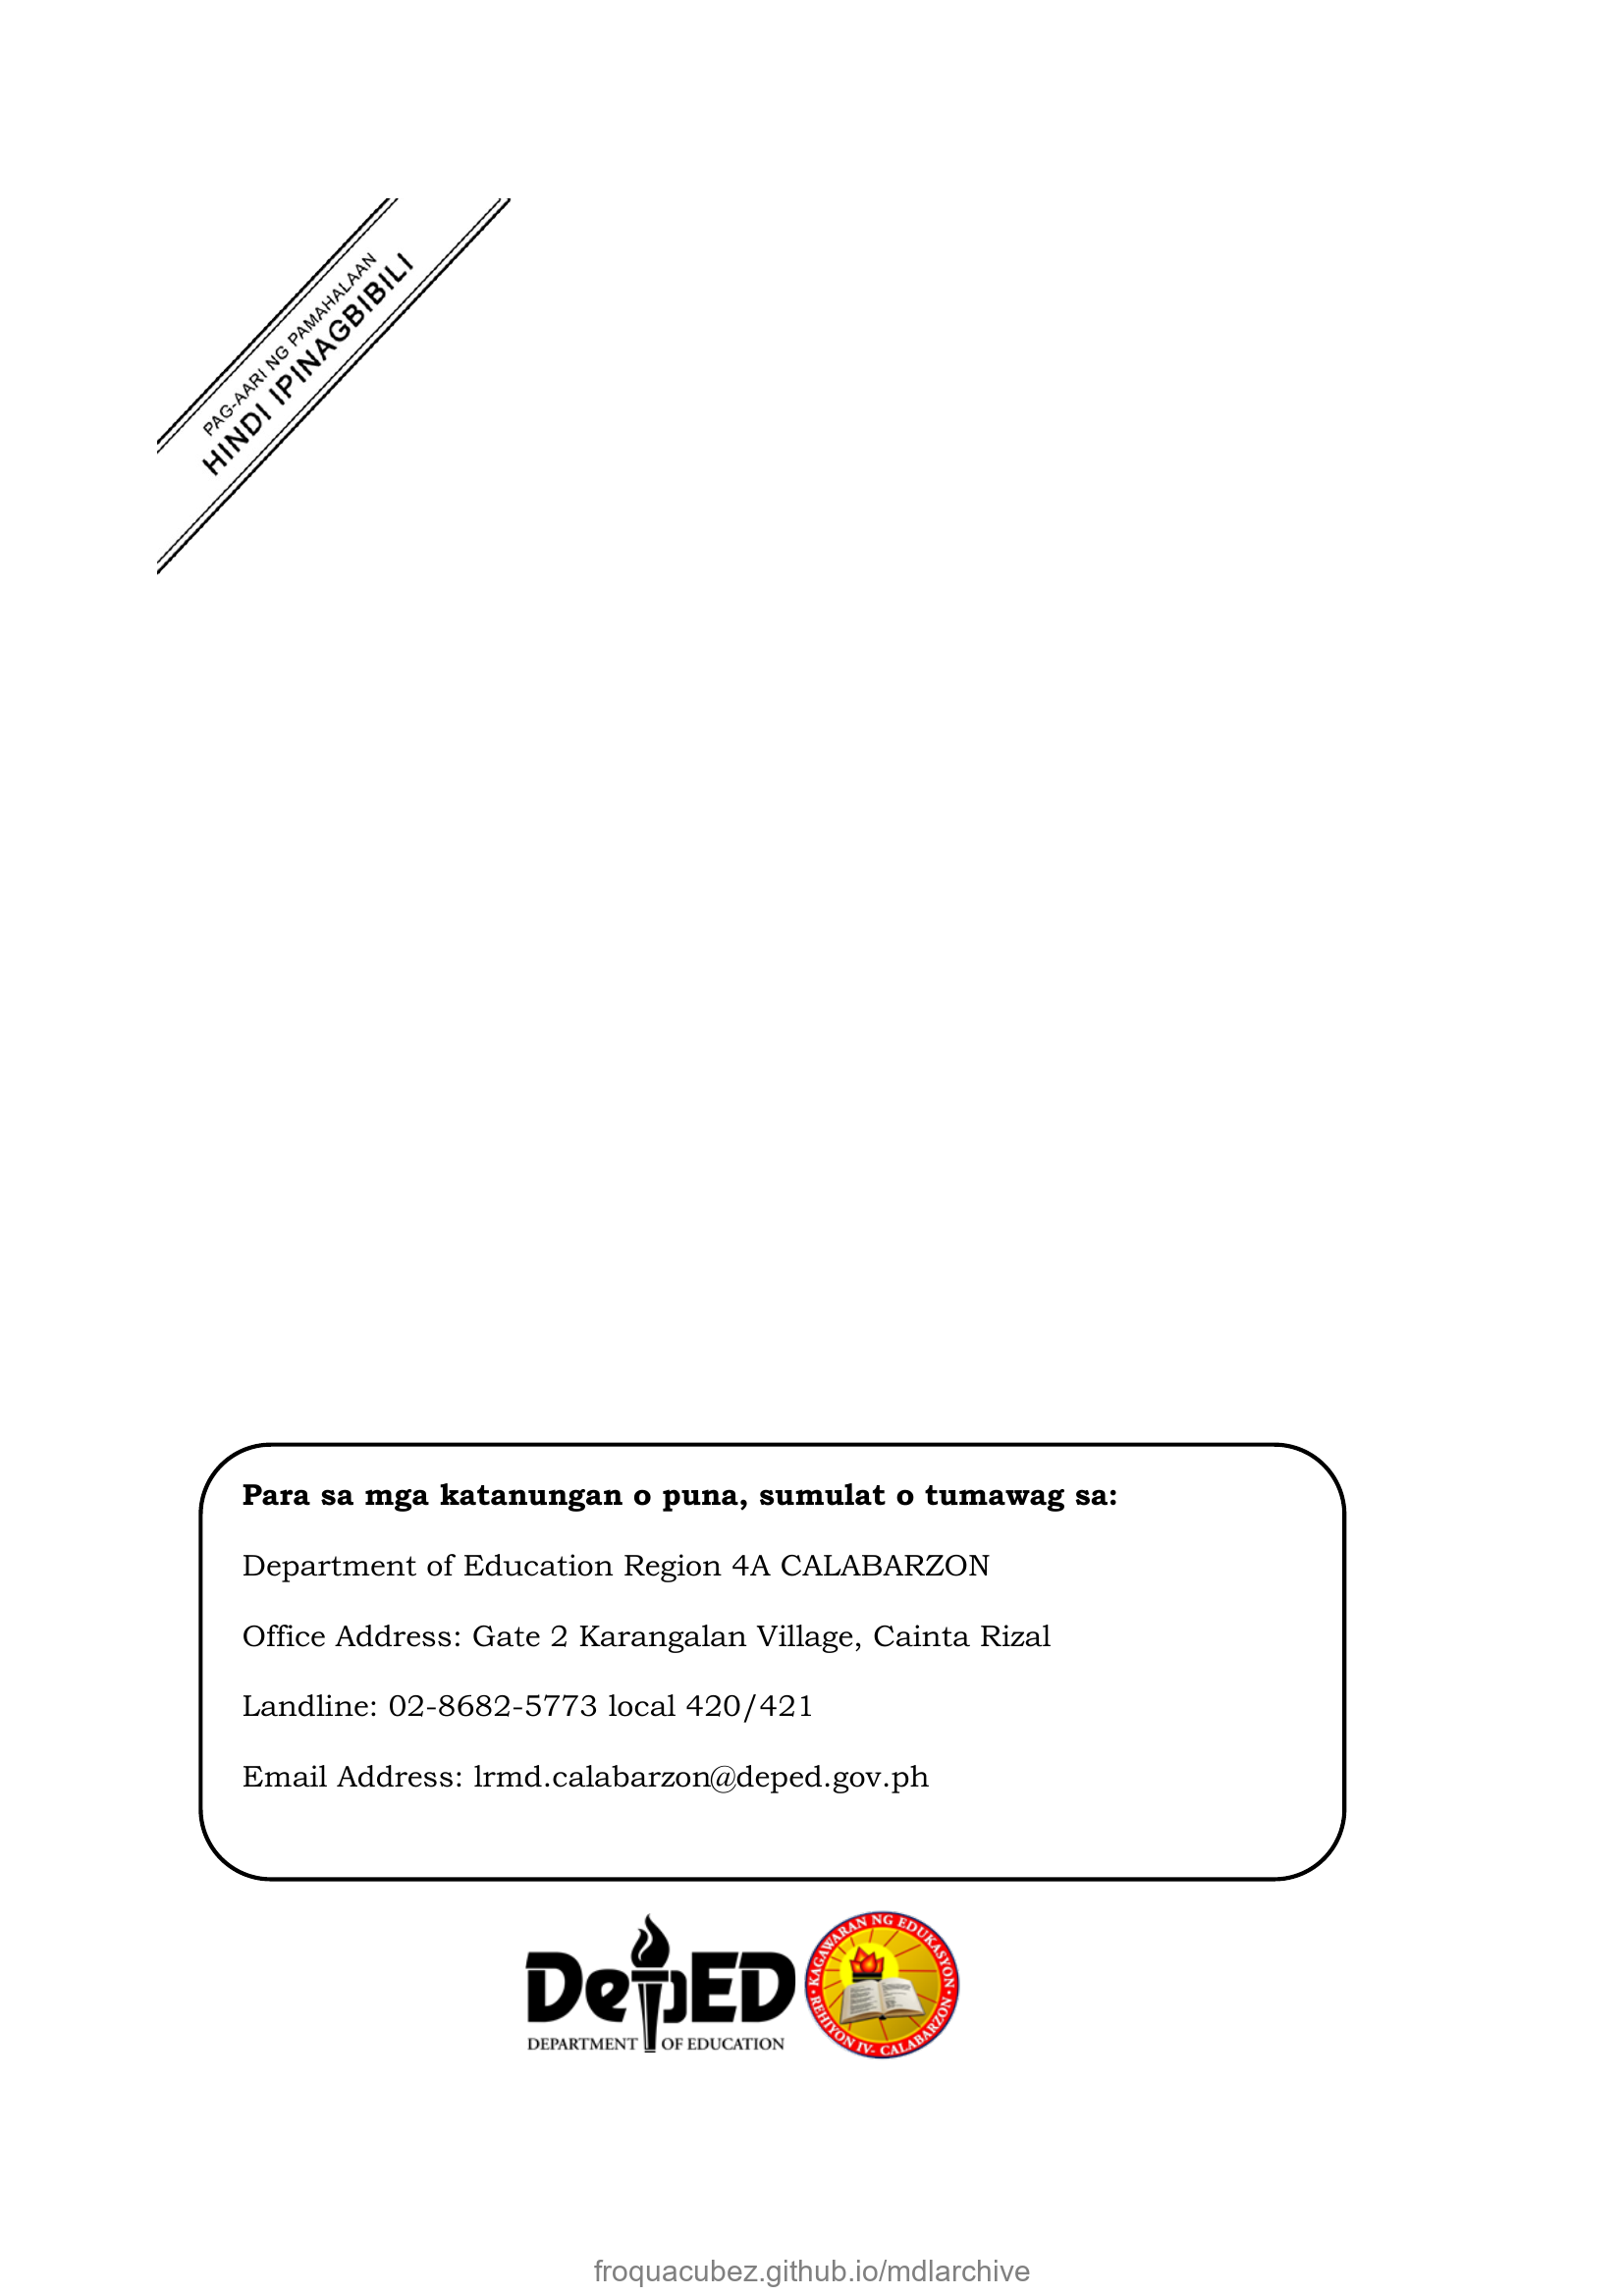 PAG-AARI NG PAMAHALAAN
HINDI IPINAGBIBILI
Para sa mga katanungan o puna, sumulat o tumawag sa:
Department of Education Region 4A CALABARZON
Office Address: Gate 2 Karangalan Village, Cainta Rizal
Landline: 02-8682-5773 local 420/421
Email Address: lrmd.calabarzon@deped.gov.ph
DepED
DEPARTMENT OF EDUCATION
KAGAWARAN NG EDUKASYON
REHIYON IV- CALABARZON
froquacubez.github.io/mdlarchive